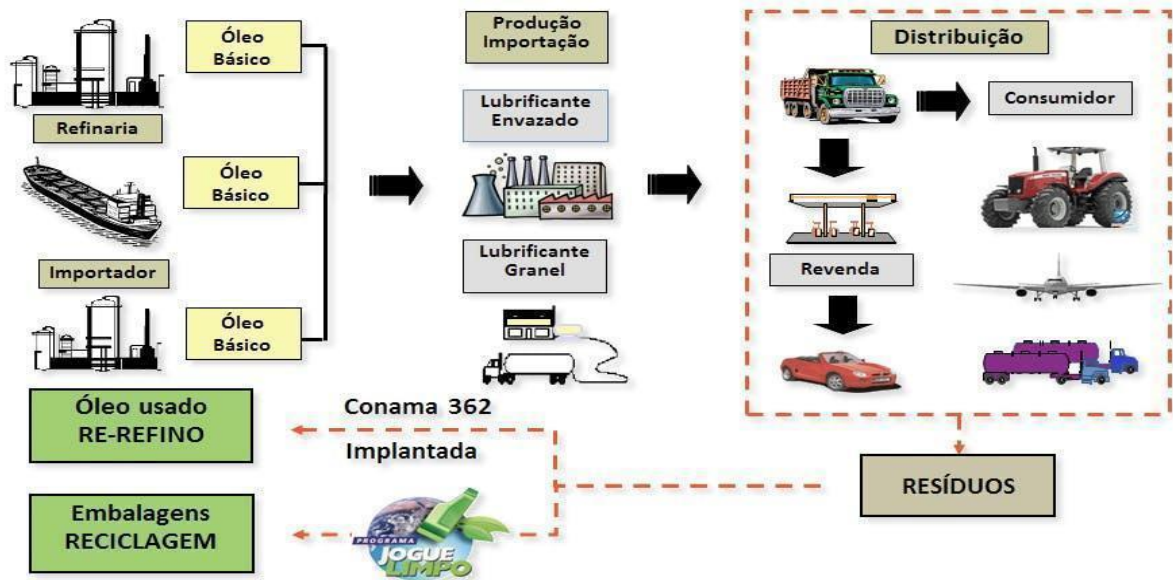 Óleo
Básico
Refinaria
Óleo
Básico
Importador
Óleo
Básico
Produção
Importação
Lubrificante
Envazado
Lubrificante
Granel
Distribuição
Consumidor
Revenda
Óleo usado
RE-REFINO
Conama 362
Implantada
RESÍDUOS
Embalagens
RECICLAGEM
PROGRAMA
JOGUE
LIMPO